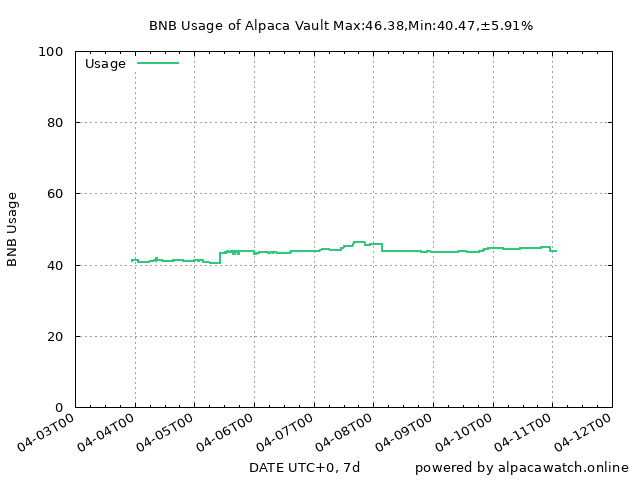 BNB Usage of Alpaca Vault Max:46.38,Min:40.47,±5.91%
Usage
100
80
60
40
20
0
BNB Usage
04-03T00
04-04T00
04-05T00
04-06T00
04-07T00
04-08T00
04-09T00
04-10T00
04-11T00
04-12T00
DATE UTC+0, 7d
powered by alpacawatch.online